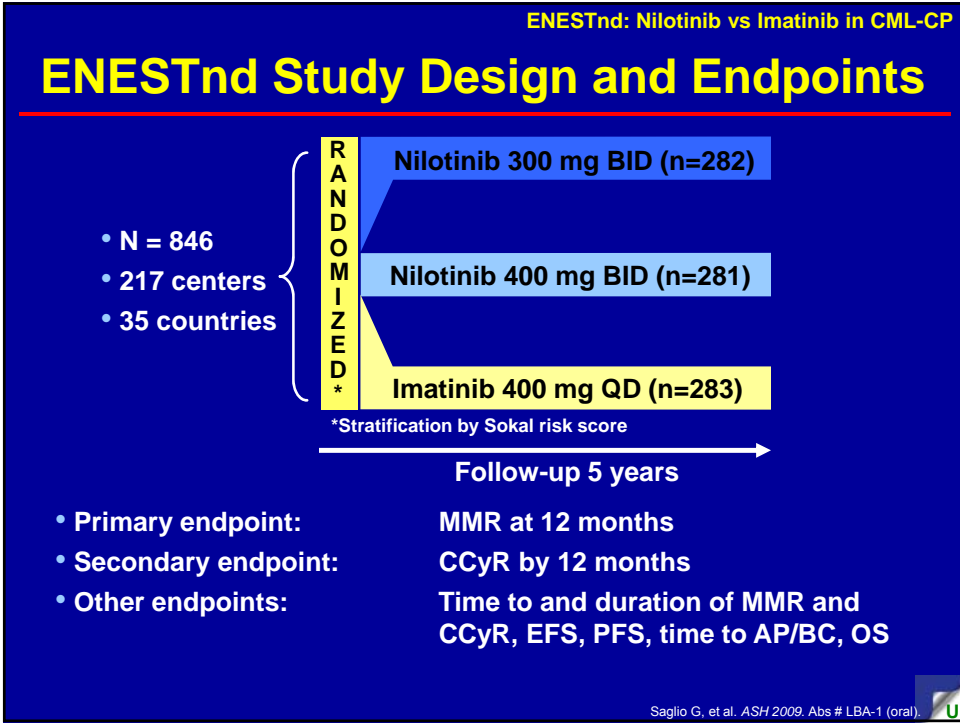 ENESTnd: Nilotinib vs Imatinib in CML-CP
ENESTnd Study Design and Endpoints
• N = 846
• 217 centers
• 35 countries
RANDOMIZED*
Nilotinib 300 mg BID (n=282)
Nilotinib 400 mg BID (n=281)
Imatinib 400 mg QD (n=283)
*Stratification by Sokal risk score
Follow-up 5 years
• Primary endpoint: MMR at 12 months
• Secondary endpoint: CCyR by 12 months
• Other endpoints: Time to and duration of MMR and
CCyR, EFS, PFS, time to AP/BC, OS
Saglio G, et al. ASH 2009. Abs # LBA-1 (oral).
U